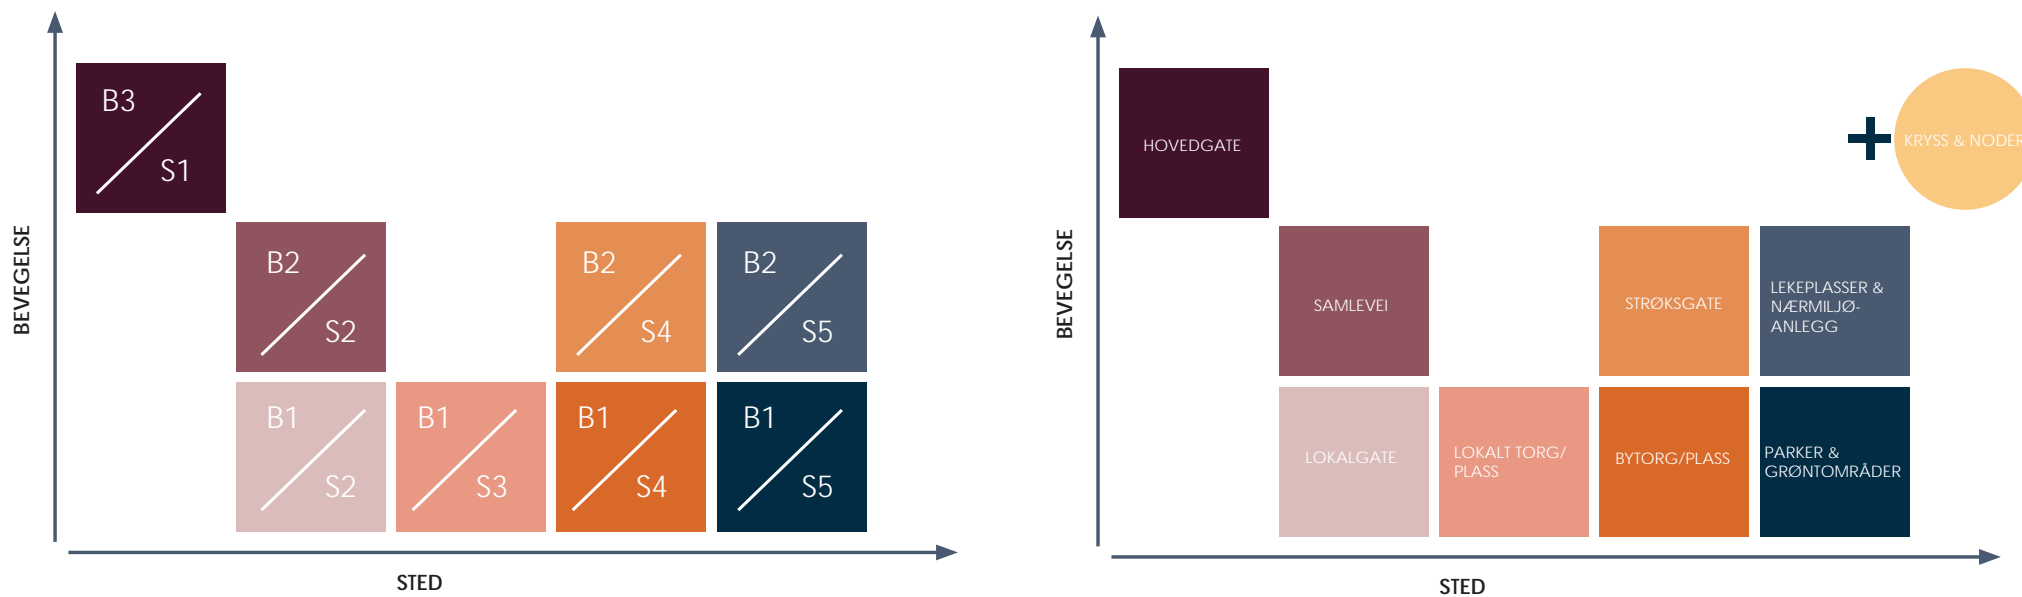 BEVEGELSE
B3
S1
B2
S2
B2
S4
B2
S5
B1
S2
B1
S3
B1
S4
B1
S5
STED
BEVEGELSE
HOVEDGATE
KRYSS & NODER
SAMLEVEI
STRØKSGATE
LEKEPLASSER &
NÆRMILJØ-
ANLEGG
LOKALGATE
LOKALT TORG/
PLASS
BYTORG/PLASS
PARKER &
GRØNTOMRÅDER
STED